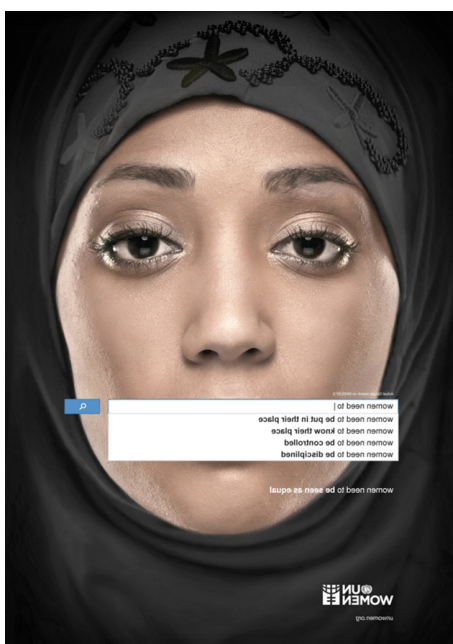 women need to
women need to be put in their place
women need to know their place
women need to be controlled
women need to be disciplined
women need to be seen as equal
UN
WOMEN
unwomen.org